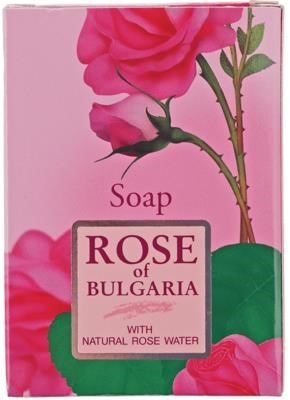 Soap
ROSE
of
BULGARIA
WITH
NATURAL ROSE WATER